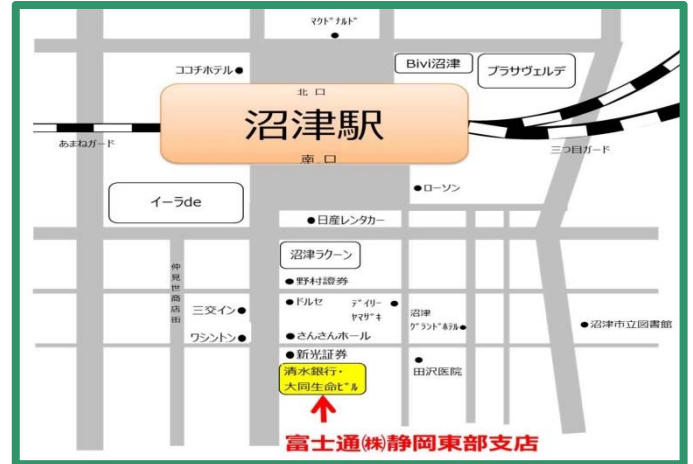 マクドナルド
ココチホテル●
Bivi沼津
プラサヴェルデ
北口
沼津駅
南口
あまねガード
三つ目ガード
イーラde
●ローソン
●日産レンタカー
沼津ラクーン
仲見世商店街
●野村證券
三交イン●
●ドルセ
デイリー
ヤマザキ
沼津
グランドホテル●
ワシントン●
●さんさんホール
●沼津市立図書館
●新光証券
清水銀行・
大同生命ビル
田沢医院
富士通㈱静岡東部支店